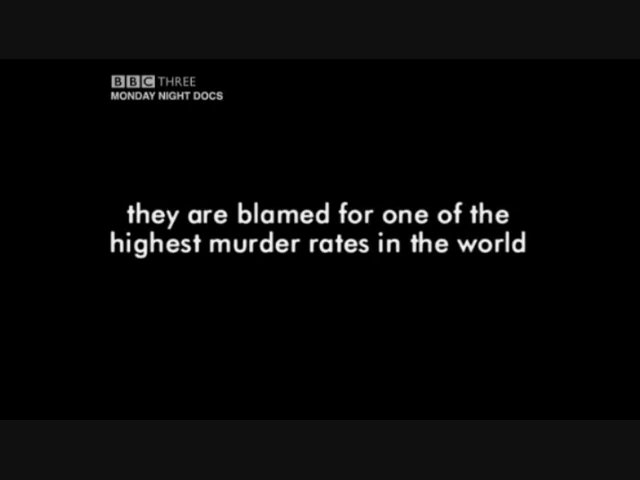 BBC THREE
MONDAY NIGHT DOCS
they are blamed for one of the
highest murder rates in the world